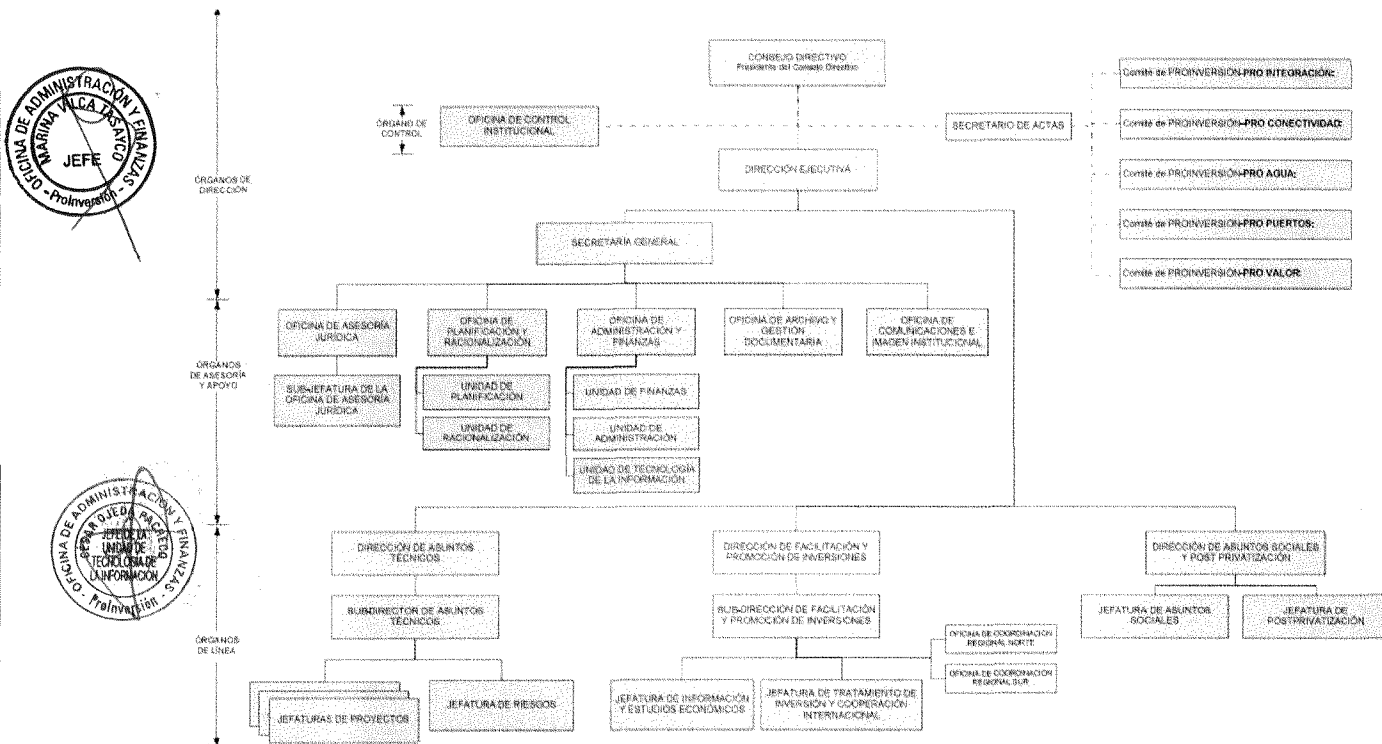 CONSEJO DIRECTIVO
Presidente del Consejo Directivo
ÓRGANO DE
CONTROL
OFICINA DE CONTROL
INSTITUCIONAL
SECRETARIO DE ACTAS
Comité de PROINVERSIÓN-PRO INTEGRACIÓN:
Comité de PROINVERSIÓN-PRO CONECTIVIDAD:
Comité de PROINVERSIÓN-PRO AGUA:
Comité de PROINVERSIÓN-PRO PUERTOS:
Comité de PROINVERSIÓN-PRO VALOR:
OFICINA DE ADMINISTRACIÓN Y FINANZAS
MARINA VILCA TASAYCO
JEFE
- ProInversión -
ÓRGANOS DE
DIRECCIÓN
DIRECCIÓN EJECUTIVA
SECRETARÍA GENERAL
ÓRGANOS
DE ASESORÍA
Y APOYO
OFICINA DE ASESORÍA
JURÍDICA
OFICINA DE
PLANIFICACIÓN Y
RACIONALIZACIÓN
OFICINA DE
ADMINISTRACIÓN Y
FINANZAS
OFICINA DE ARCHIVO Y
GESTIÓN
DOCUMENTARIA
OFICINA DE
COMUNICACIONES E
IMAGEN INSTITUCIONAL
SUB-JEFATURA DE LA
OFICINA DE ASESORÍA
JURÍDICA
UNIDAD DE
PLANIFICACIÓN
UNIDAD DE
RACIONALIZACIÓN
UNIDAD DE FINANZAS
UNIDAD DE
ADMINISTRACIÓN
UNIDAD DE TECNOLOGÍA
DE LA INFORMACIÓN
OFICINA DE ADMINISTRACIÓN Y FINANZAS
OJEDA PACHECO
JEFE DE LA
UNIDAD DE
TECNOLOGÍA DE
LA INFORMACIÓN
- ProInversión -
ÓRGANOS
DE LÍNEA
DIRECCIÓN DE ASUNTOS
TÉCNICOS
SUB-DIRECTOR DE ASUNTOS
TÉCNICOS
JEFATURAS DE PROYECTOS
JEFATURA DE RIESGOS
DIRECCIÓN DE FACILITACIÓN Y
PROMOCIÓN DE INVERSIONES
SUB-DIRECCIÓN DE FACILITACIÓN
Y PROMOCIÓN DE INVERSIONES
OFICINA DE COORDINACION
REGIONAL NORTE
OFICINA DE COORDINACION
REGIONAL SUR
JEFATURA DE INFORMACIÓN
Y ESTUDIOS ECONÓMICOS
JEFATURA DE TRATAMIENTO DE
INVERSIÓN Y COOPERACIÓN
INTERNACIONAL
DIRECCIÓN DE ASUNTOS SOCIALES
Y POST PRIVATIZACIÓN
JEFATURA DE ASUNTOS
SOCIALES
JEFATURA DE
POSTPRIVATIZACIÓN